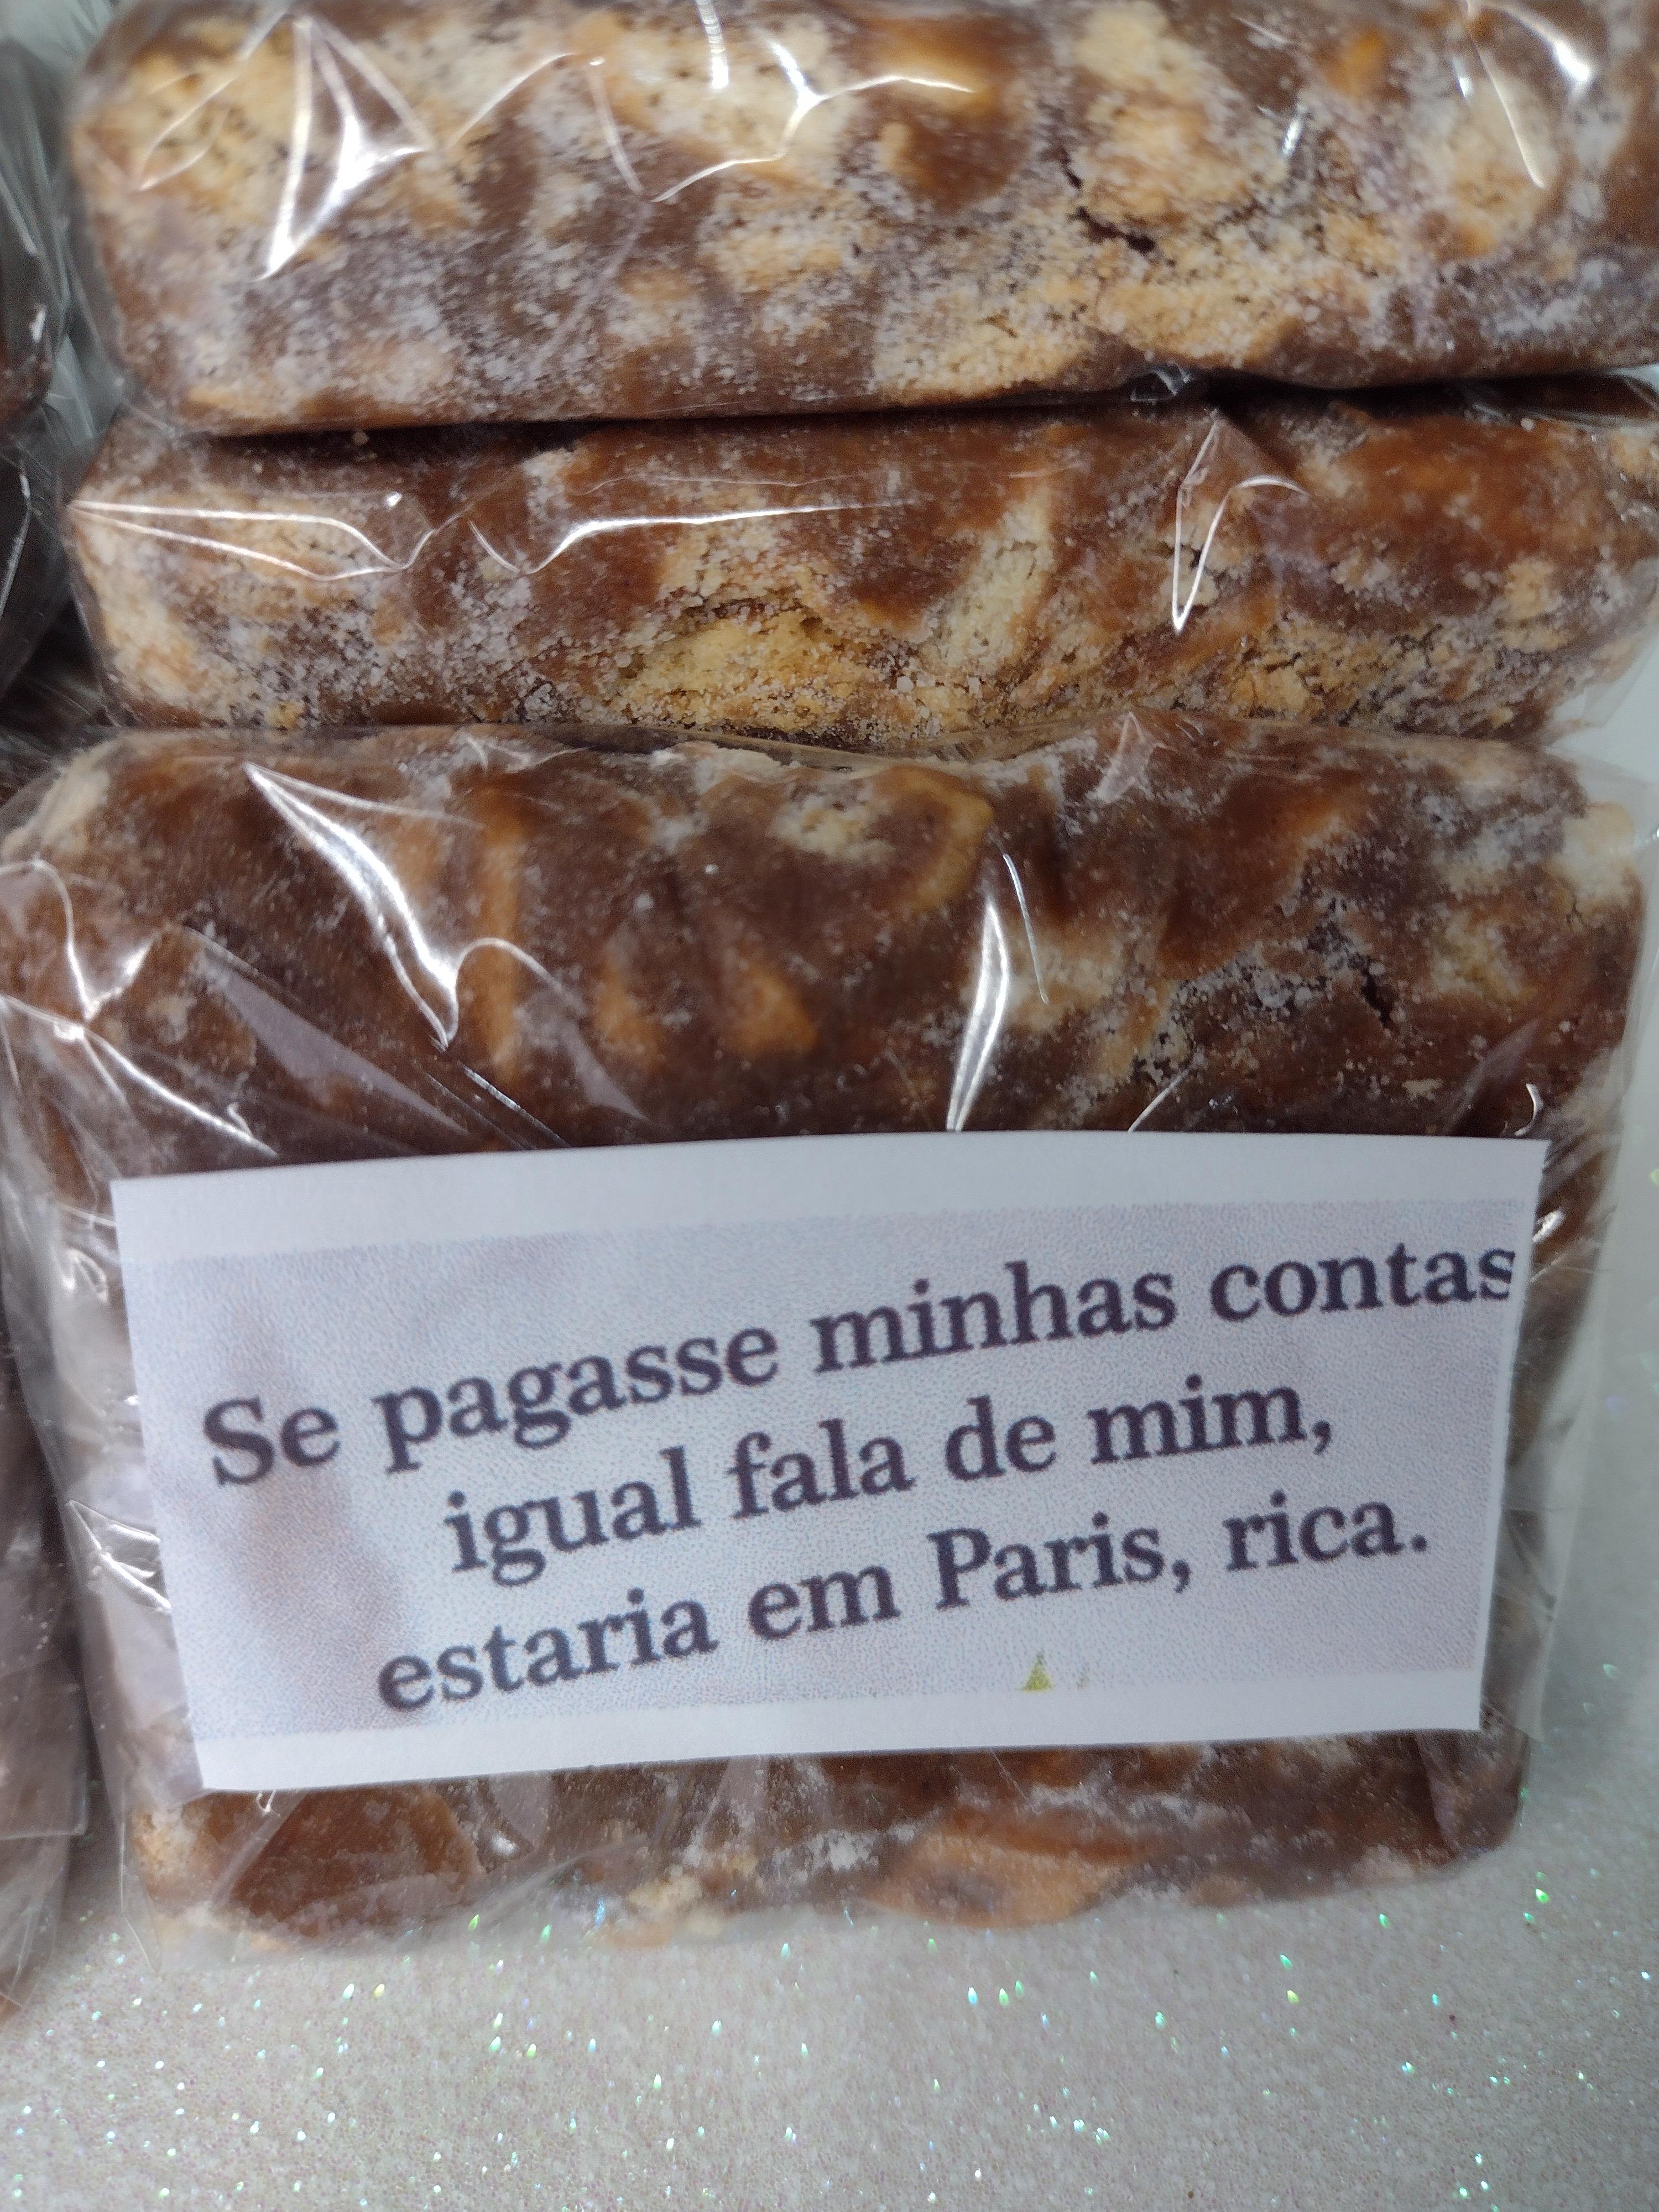 Se pagasse minhas contas
igual fala de mim,
estaria em Paris, rica.